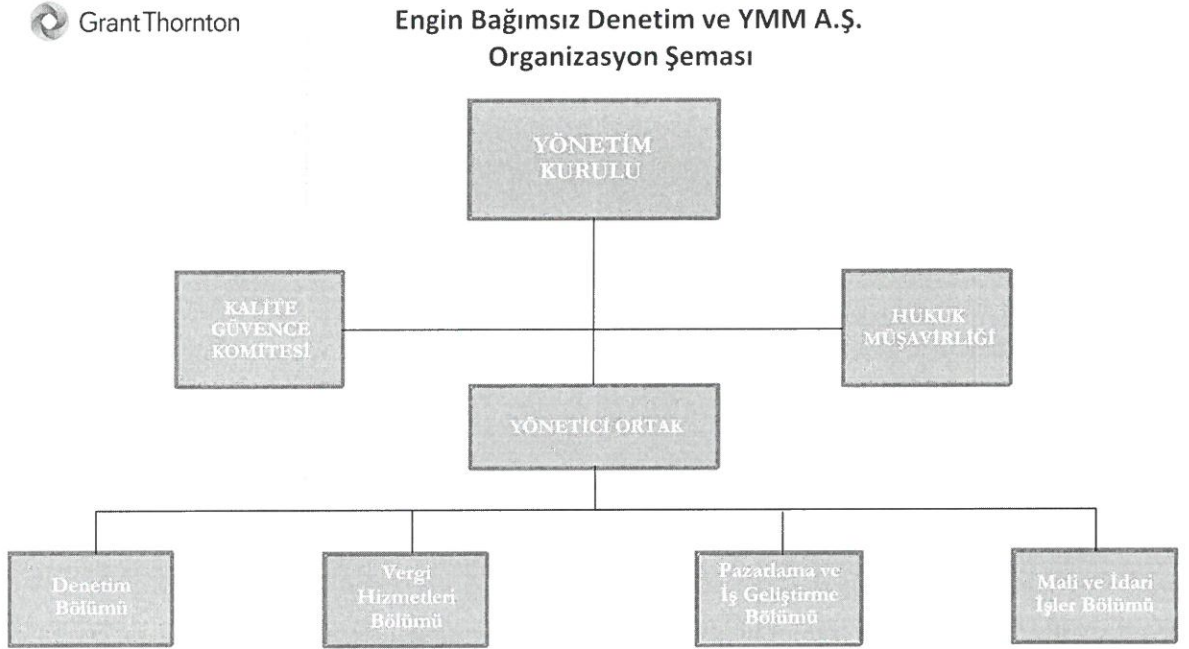 Grant Thornton
Engin Bağımsız Denetim ve YMM A.Ş.
Organizasyon Şeması
YÖNETİM
KURULU
KALİTE
GÜVENCE
KOMİTESİ
HUKUK
MÜŞAVİRLİĞİ
YÖNETİCİ ORTAK
Denetim
Bölümü
Vergi
Hizmetleri
Bölümü
Pazarlama ve
İş Geliştirme
Bölümü
Mali ve İdari
İşler Bölümü